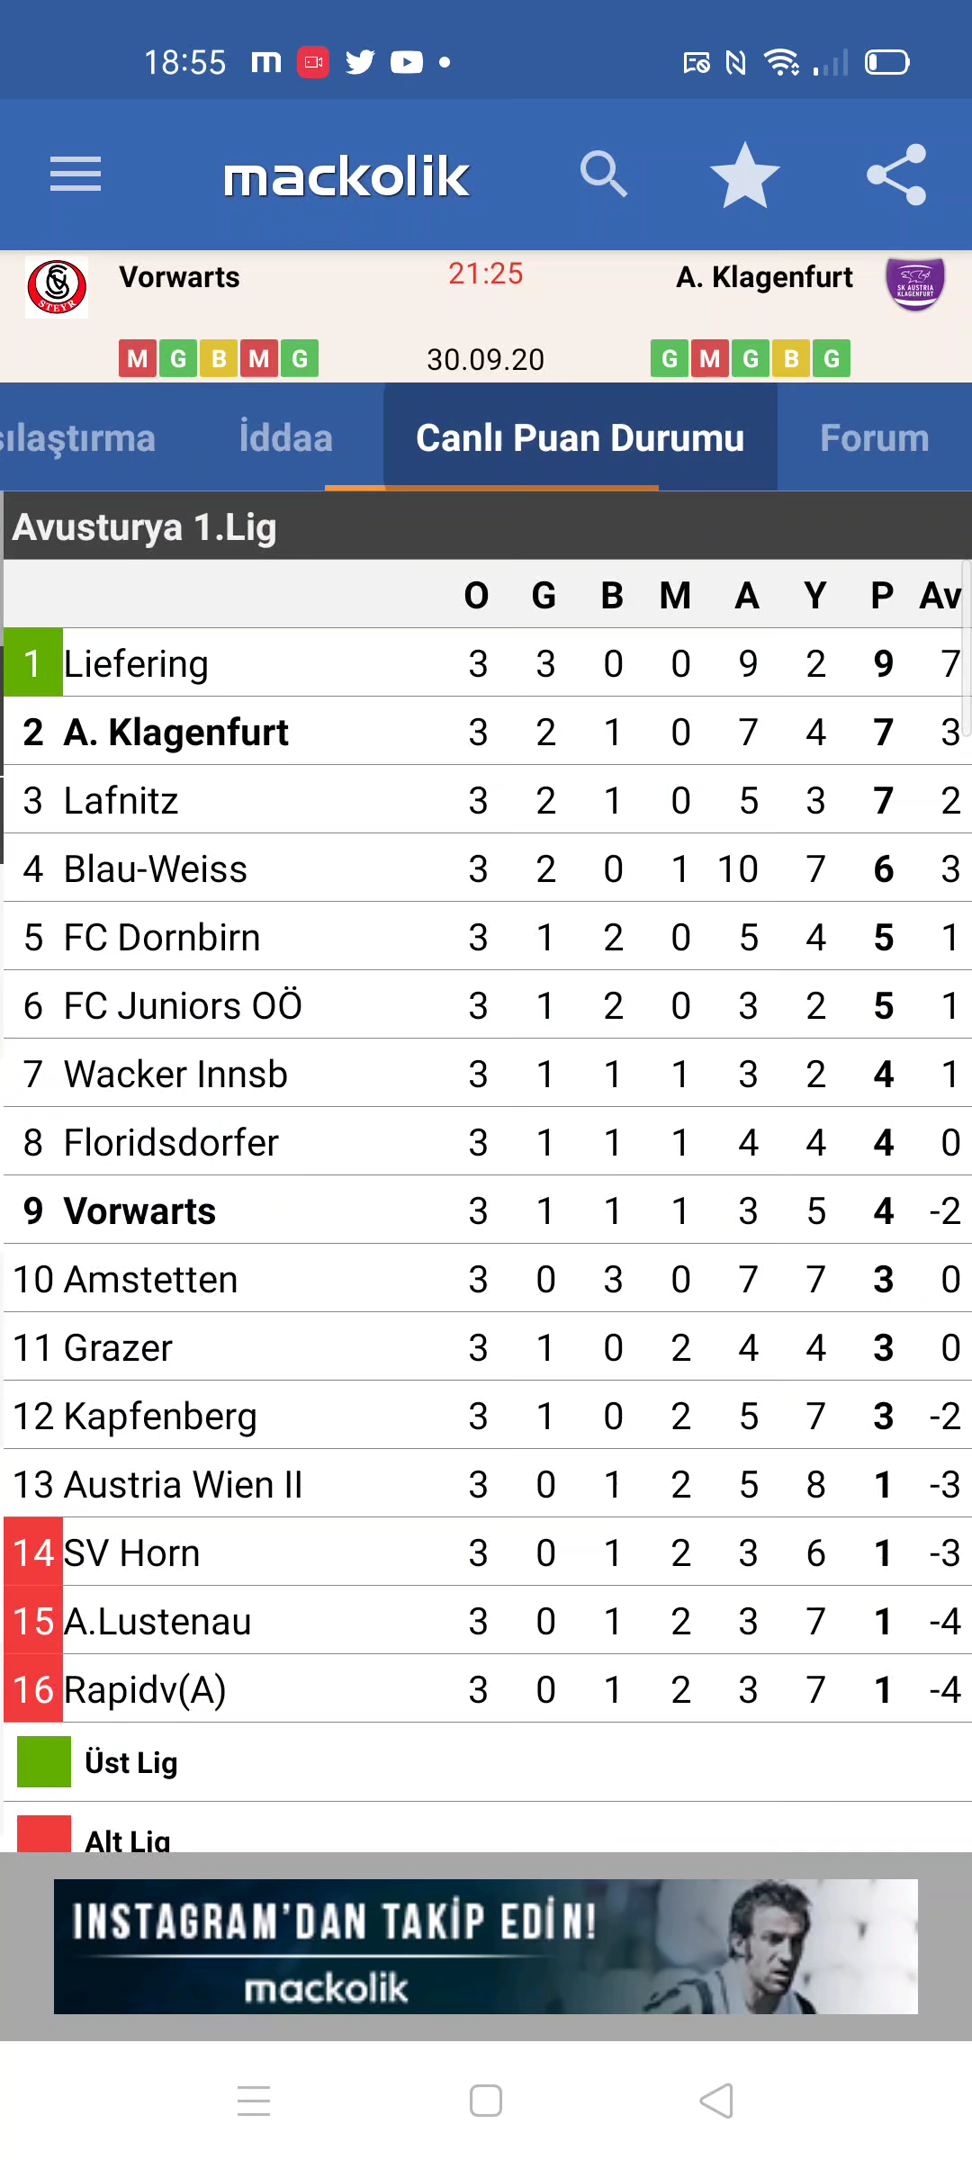 18:55
mackolik
Vorwarts 21:25 A. Klagenfurt
STEYR SK AUSTRIA KLAGENFURT
M G B M G 30.09.20 G M G B G
sılaştırma İddaa Canlı Puan Durumu Forum
Avusturya 1.Lig
O G B M A Y P Av
1 Liefering 3 3 0 0 9 2 9 7
2 A. Klagenfurt 3 2 1 0 7 4 7 3
3 Lafnitz 3 2 1 0 5 3 7 2
4 Blau-Weiss 3 2 0 1 10 7 6 3
5 FC Dornbirn 3 1 2 0 5 4 5 1
6 FC Juniors OÖ 3 1 2 0 3 2 5 1
7 Wacker Innsb 3 1 1 1 3 2 4 1
8 Floridsdorfer 3 1 1 1 4 4 4 0
9 Vorwarts 3 1 1 1 3 5 4 -2
10 Amstetten 3 0 3 0 7 7 3 0
11 Grazer 3 1 0 2 4 4 3 0
12 Kapfenberg 3 1 0 2 5 7 3 -2
13 Austria Wien II 3 0 1 2 5 8 1 -3
14 SV Horn 3 0 1 2 3 6 1 -3
15 A.Lustenau 3 0 1 2 3 7 1 -4
16 Rapidv(A) 3 0 1 2 3 7 1 -4
Üst Lig
Alt Lig
INSTAGRAM'DAN TAKİP EDİN!
mackolik